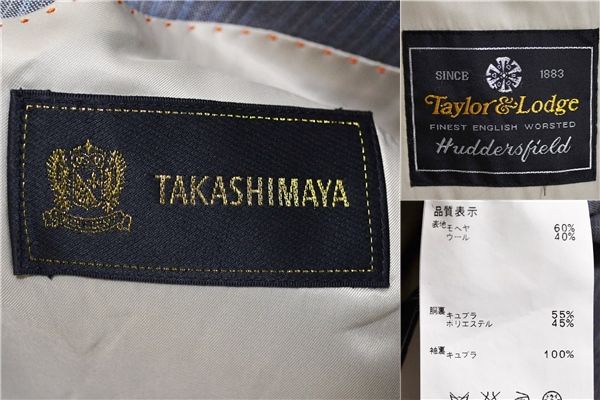 TAKASHIMAYA
SINCE 1883
Taylor & Lodge
FINEST ENGLISH WORSTED
Huddersfield
品質表示
表地 モヘヤ 60%
ウール 40%
胴裏 キュプラ 55%
ポリエステル 45%
袖裏 キュプラ 100%